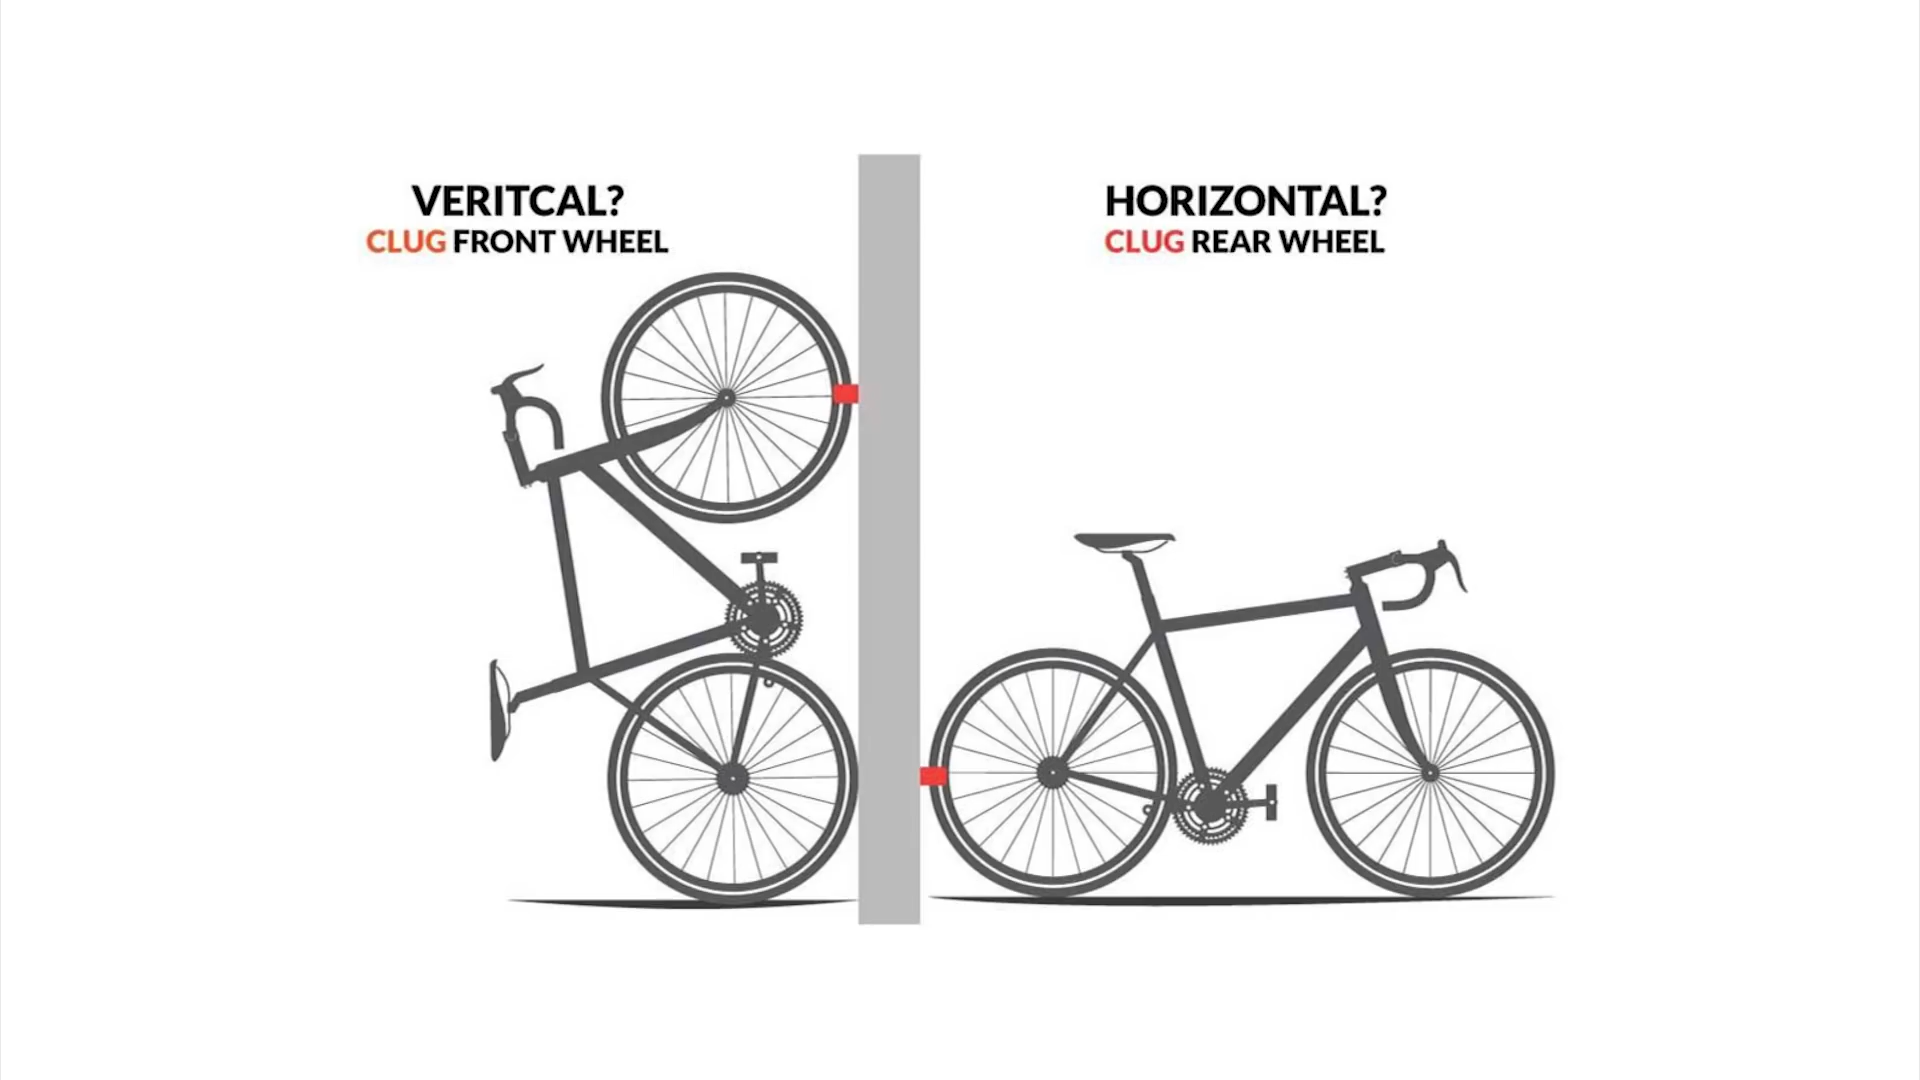 VERITCAL?
CLUG FRONT WHEEL
HORIZONTAL?
CLUG REAR WHEEL